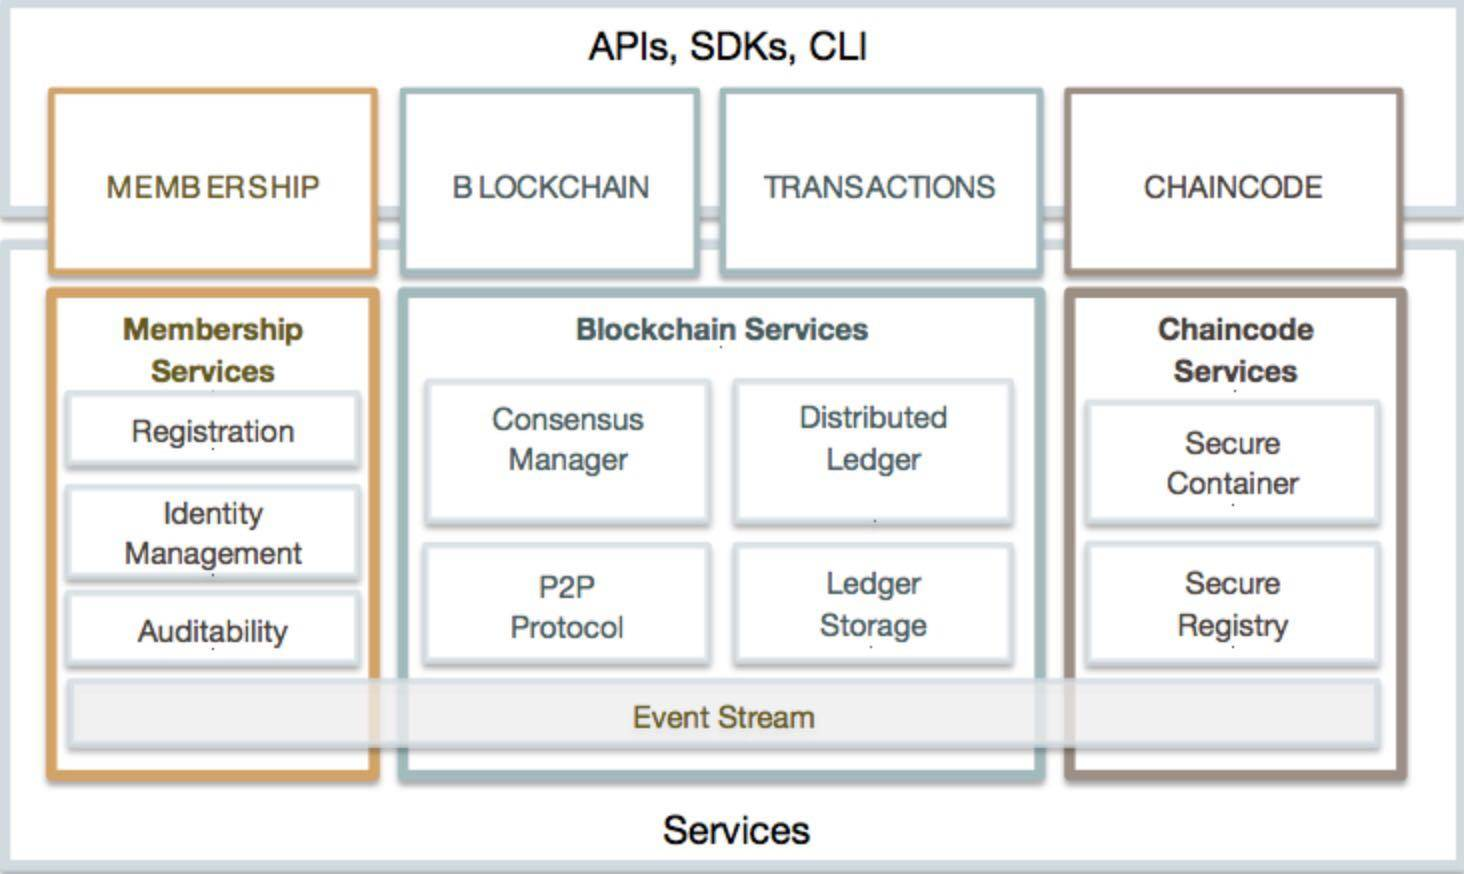 APIs, SDKs, CLI
MEMBERSHIP
BLOCKCHAIN
TRANSACTIONS
CHAINCODE
Membership
Services
Registration
Identity
Management
Auditability
Blockchain Services
Consensus
Manager
Distributed
Ledger
P2P
Protocol
Ledger
Storage
Chaincode
Services
Secure
Container
Secure
Registry
Event Stream
Services